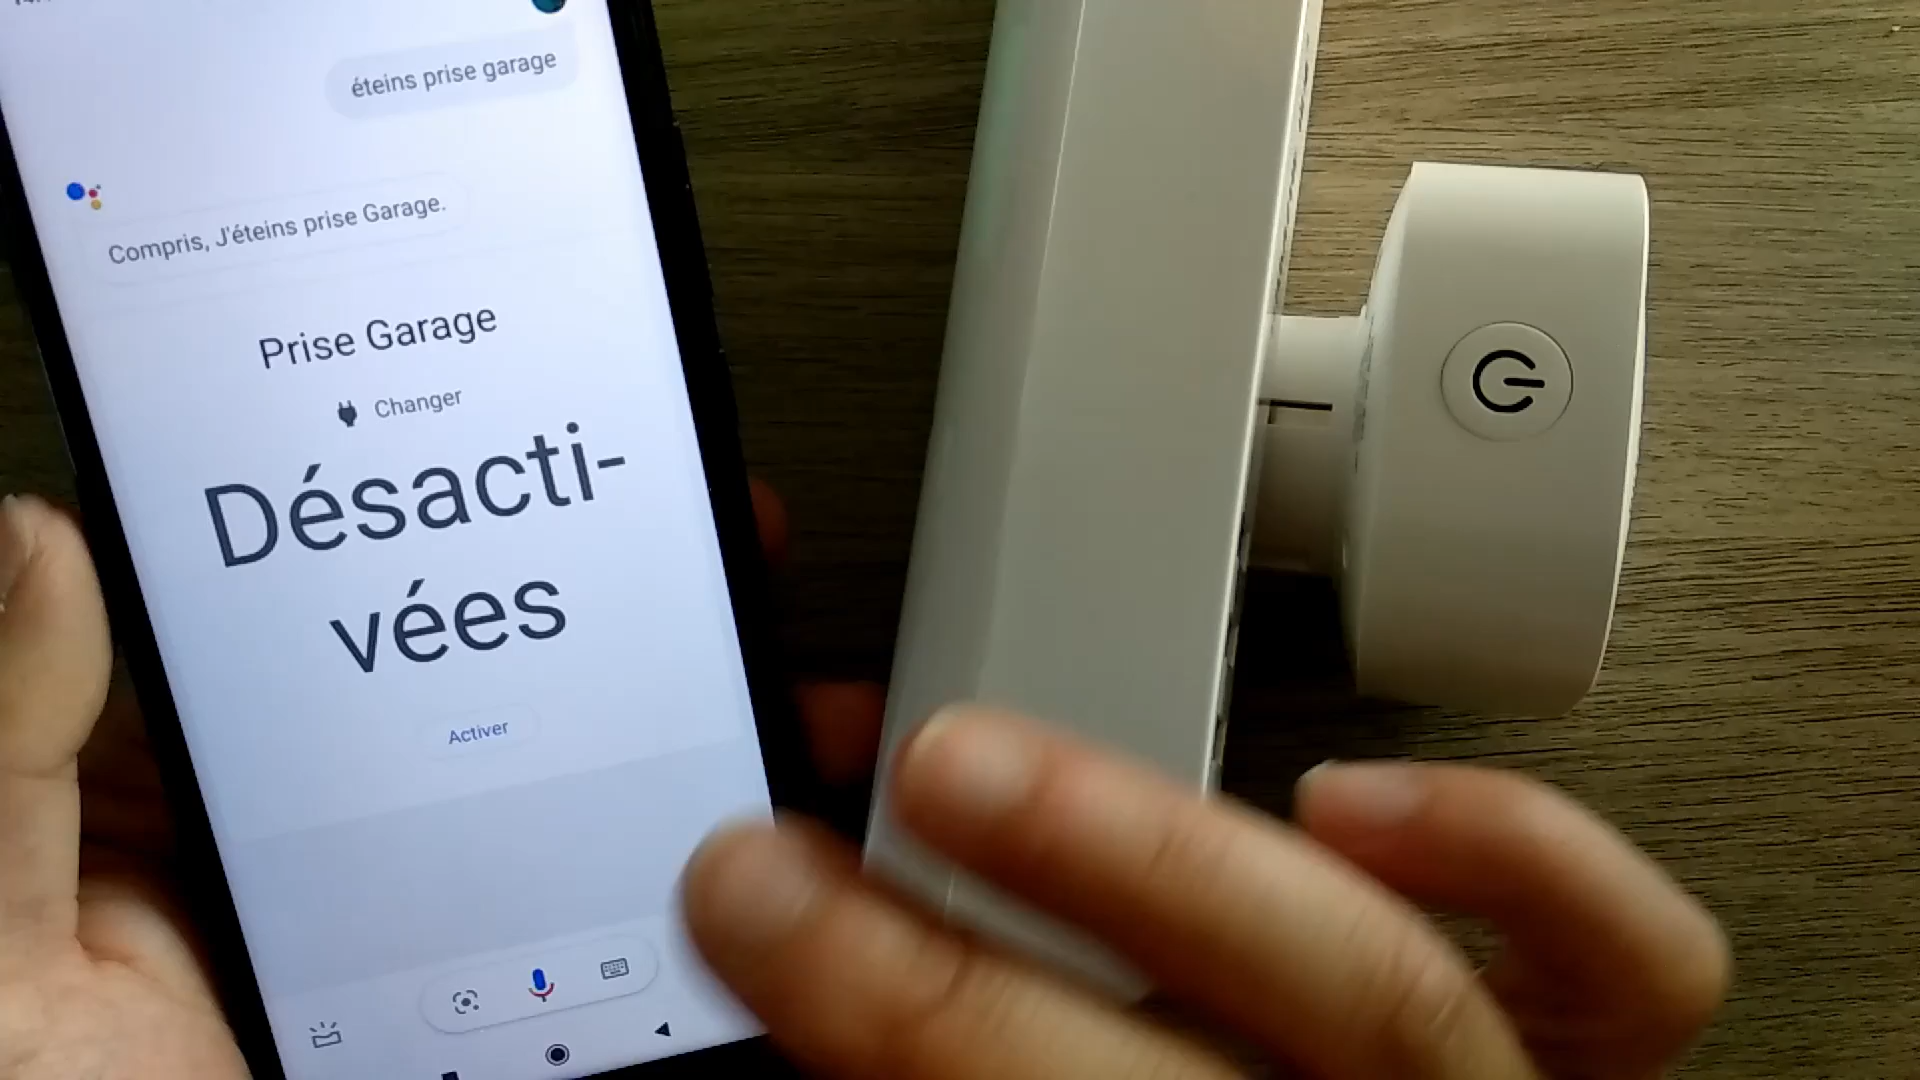 éteins prise garage
Compris, J'éteins prise Garage.
Prise Garage
Changer
Désacti-
vées
Activer